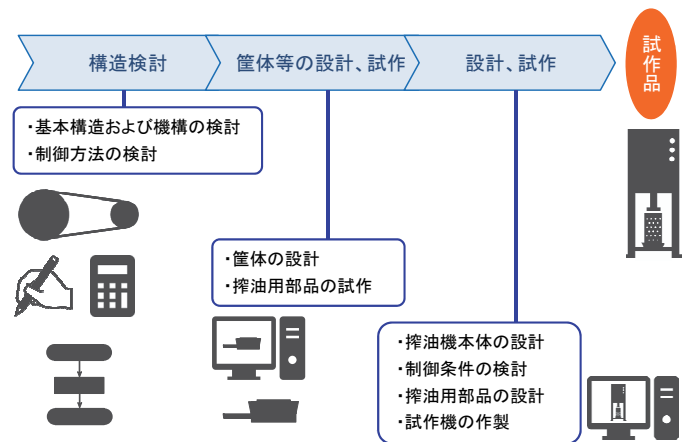 構造検討
筐体等の設計、試作
設計、試作
試作品
・基本構造および機構の検討
・制御方法の検討
・筐体の設計
・搾油用部品の試作
・搾油機本体の設計
・制御条件の検討
・搾油用部品の設計
・試作機の作製